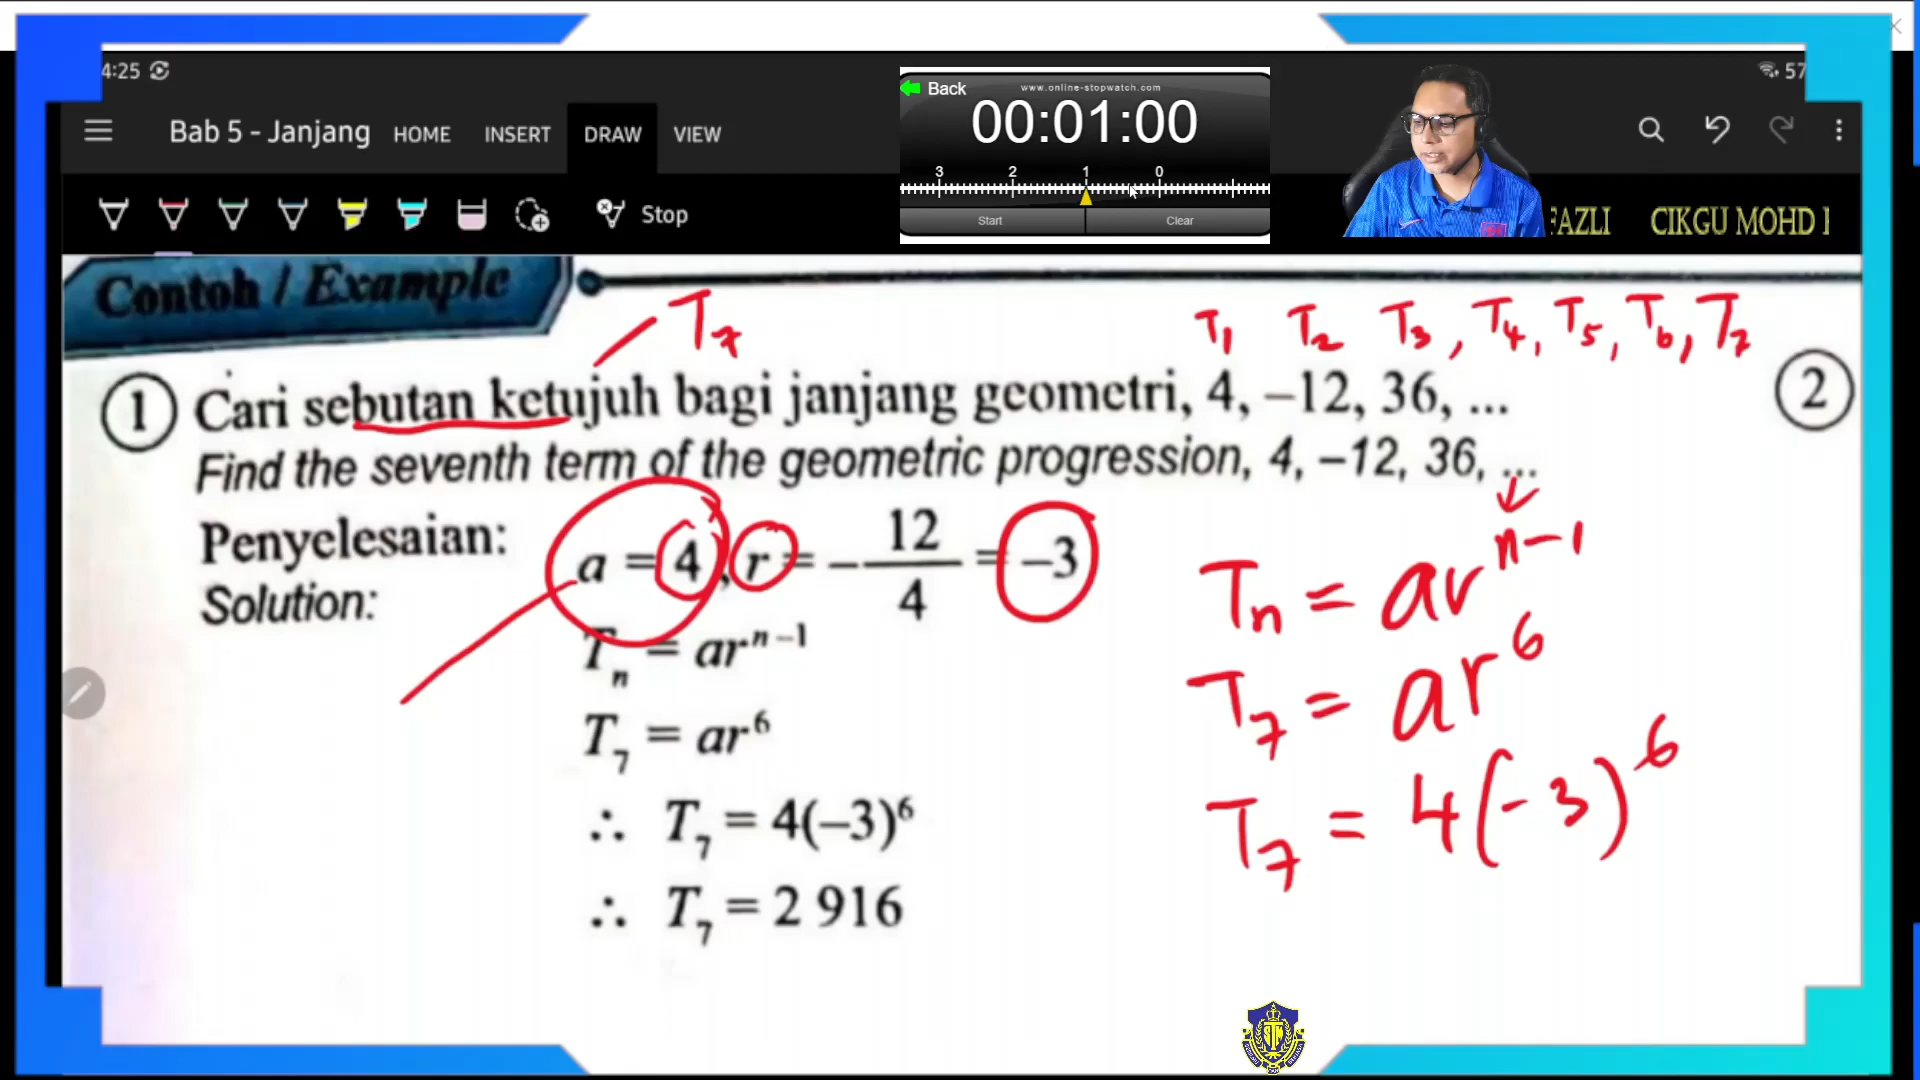 4:25
57
Bab 5 - Janjang HOME INSERT DRAW VIEW
Back
www.online-stopwatch.com
00:01:00
3 2 1 0
Start Clear
Stop
FAZLI CIKGU MOHD
Contoh / Example
T7
T1 T2 T3, T4, T5, T6, T7
1 Cari sebutan ketujuh bagi janjang geometri, 4, –12, 36, ...
2
Find the seventh term of the geometric progression, 4, –12, 36, ...
Penyelesaian:
Solution:
a = 4, r = – 12/4 = –3
Tn = ar^n – 1
T7 = ar^6
∴ T7 = 4(–3)^6
∴ T7 = 2 916
Tn = ar^n-1
T7 = ar^6
T7 = 4(-3)^6